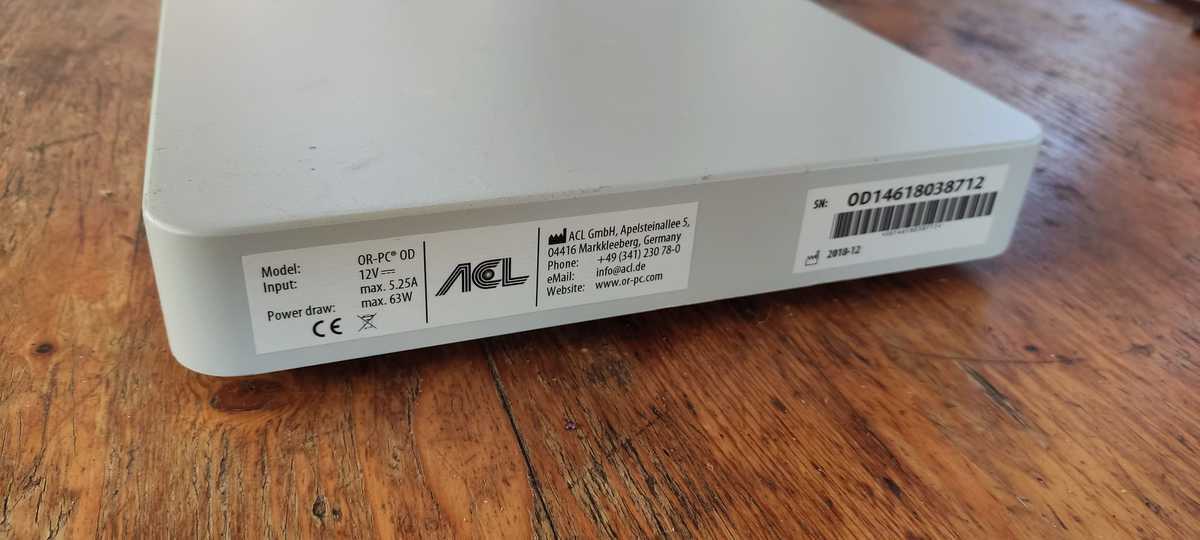 Model: OR-PC® OD
Input: 12V⎓
max. 5.25A
Power draw: max. 63W
CE
ACL
ACL GmbH, Apelsteinallee 5,
04416 Markkleeberg, Germany
Phone: +49 (341) 230 78-0
eMail: info@acl.de
Website: www.or-pc.com
SN: OD14618038712
2018-12